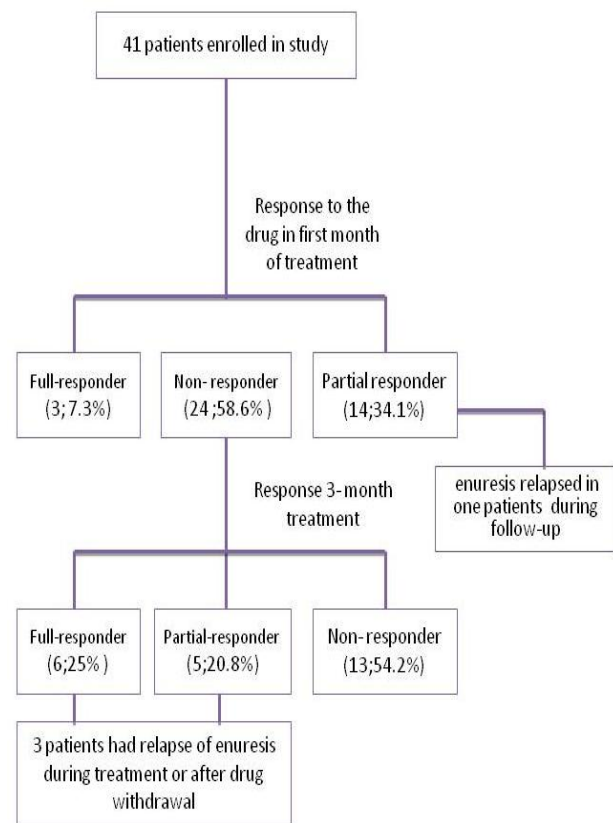 41 patients enrolled in study
Response to the
drug in first month
of treatment
Full-responder
(3;7.3%)
Non- responder
(24 ;58.6% )
Partial responder
(14;34.1%)
enuresis relapsed in
one patients during
follow-up
Response 3- month
treatment
Full-responder
(6;25% )
Partial-responder
(5;20.8%)
Non- responder
(13;54.2%)
3 patients had relapse of enuresis
during treatment or after drug
withdrawal